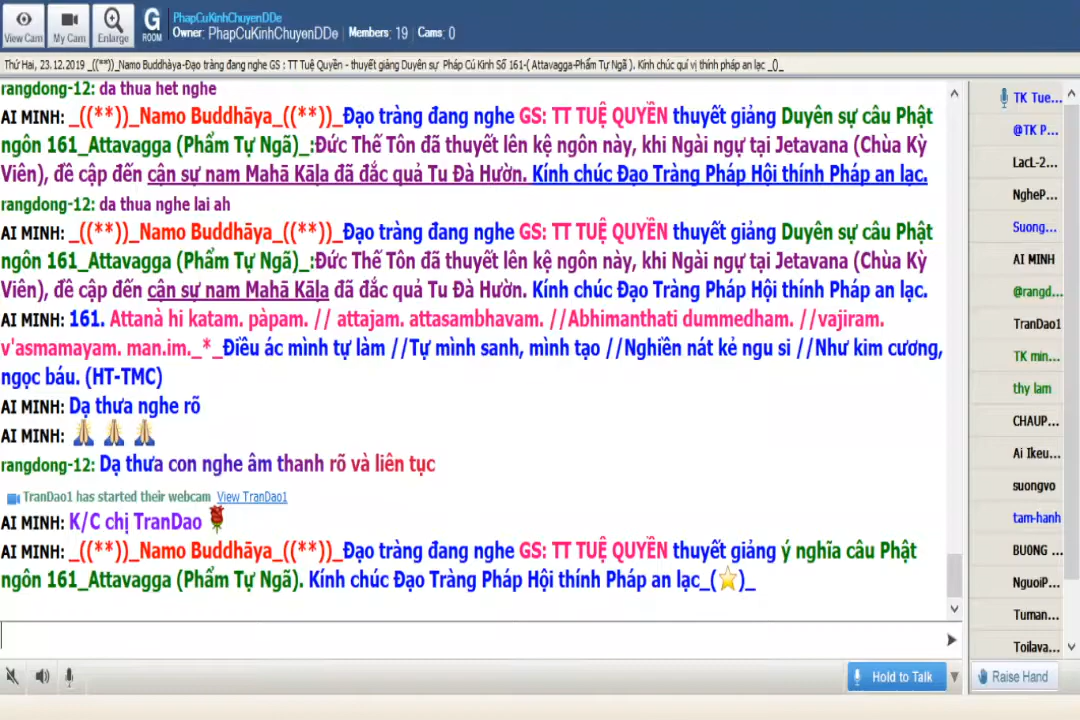 View Cam My Cam Enlarge G ROOM
PhapCuKinhChuyenDDe
Owner: PhapCuKinhChuyenDDe Members: 19 Cams: 0
Thứ Hai, 23.12.2019 _((**))_Namo Buddhàya-Đạo tràng đang nghe GS : TT Tuệ Quyền - thuyết giảng Duyên sự Pháp Cú Kinh Số 161-( Attavagga-Phẩm Tự Ngã ). Kính chúc quí vị thính pháp an lạc _()_
rangdong-12: da thua het nghe
AI MINH: _((**))_Namo Buddhāya_((**))_Đạo tràng đang nghe GS: TT TUỆ QUYỀN thuyết giảng Duyên sự câu Phật
ngôn 161_Attavagga (Phẩm Tự Ngã)_:Đức Thế Tôn đã thuyết lên kệ ngôn này, khi Ngài ngự tại Jetavana (Chùa Kỳ
Viên), đề cập đến cận sự nam Mahā Kāḷa đã đắc quả Tu Đà Hườn. Kính chúc Đạo Tràng Pháp Hội thính Pháp an lạc.
rangdong-12: da thua nghe lai ah
AI MINH: _((**))_Namo Buddhāya_((**))_Đạo tràng đang nghe GS: TT TUỆ QUYỀN thuyết giảng Duyên sự câu Phật
ngôn 161_Attavagga (Phẩm Tự Ngã)_:Đức Thế Tôn đã thuyết lên kệ ngôn này, khi Ngài ngự tại Jetavana (Chùa Kỳ
Viên), đề cập đến cận sự nam Mahā Kāḷa đã đắc quả Tu Đà Hườn. Kính chúc Đạo Tràng Pháp Hội thính Pháp an lạc.
AI MINH: 161. Attanà hi katam. pàpam. // attajam. attasambhavam. //Abhimanthati dummedham. //vajiram.
v'asmamayam. man.im._*_Điều ác mình tự làm //Tự mình sanh, mình tạo //Nghiền nát kẻ ngu si //Như kim cương,
ngọc báu. (HT-TMC)
AI MINH: Dạ thưa nghe rõ
AI MINH: 🙏 🙏 🙏
rangdong-12: Dạ thưa con nghe âm thanh rõ và liên tục
TranDao1 has started their webcam View TranDao1
AI MINH: K/C chị TranDao 🌹
AI MINH: _((**))_Namo Buddhāya_((**))_Đạo tràng đang nghe GS: TT TUỆ QUYỀN thuyết giảng ý nghĩa câu Phật
ngôn 161_Attavagga (Phẩm Tự Ngã). Kính chúc Đạo Tràng Pháp Hội thính Pháp an lạc_(⭐)_
Hold to Talk
TK Tue...
@TK P...
LacL-2...
NgheP...
Suong...
AI MINH
@rangd...
TranDao1
TK min...
thy lam
CHAUP...
Ai Ikeu...
suongvo
tam-hanh
BUONG ...
NguoiP...
Tuman...
Toilava...
Raise Hand